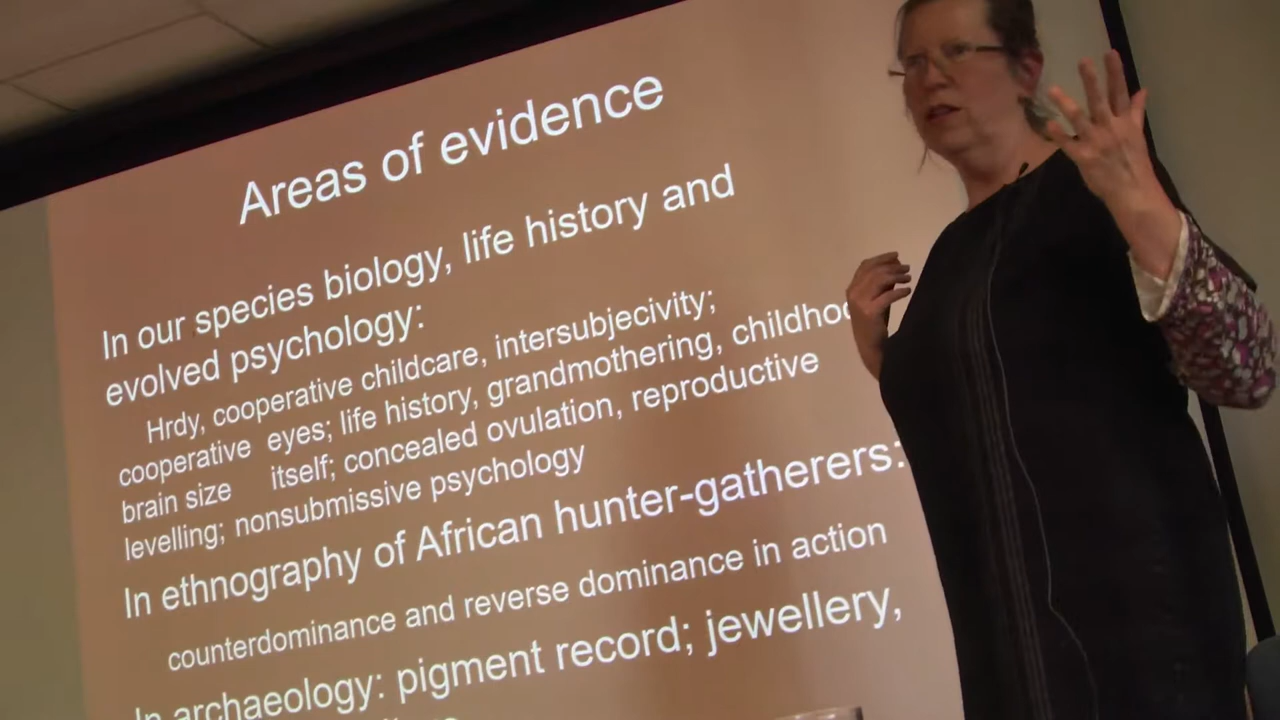 Areas of evidence
In our species biology, life history and
evolved psychology:
Hrdy, cooperative childcare, intersubjecivity;
cooperative eyes; life history, grandmothering, childhoo
brain size itself; concealed ovulation, reproductive
levelling; nonsubmissive psychology
In ethnography of African hunter-gatherers:
counterdominance and reverse dominance in action
In archaeology: pigment record; jewellery,